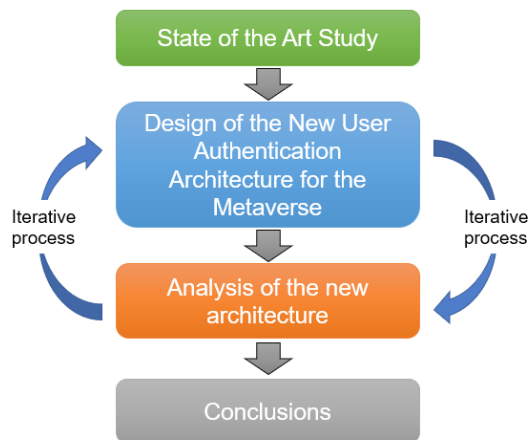 State of the Art Study
Design of the New User
Authentication
Architecture for the
Metaverse
Iterative
process
Iterative
process
Analysis of the new
architecture
Conclusions